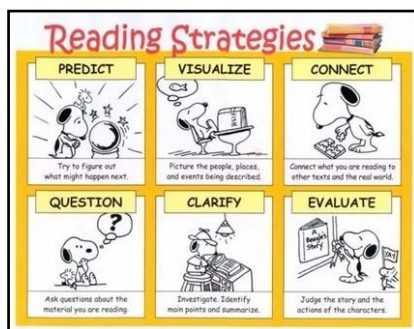 Reading Strategies
PREDICT
Try to figure out
what might happen next.
VISUALIZE
Picture the people, places,
and events being described.
CONNECT
Connect what you are reading to
other texts and the real world.
QUESTION
?
Ask questions about the
material you are reading.
CLARIFY
Investigate. Identify
main points and summarize.
EVALUATE
A
Beagle's
Story
YAY
Judge the story and the
actions of the characters.